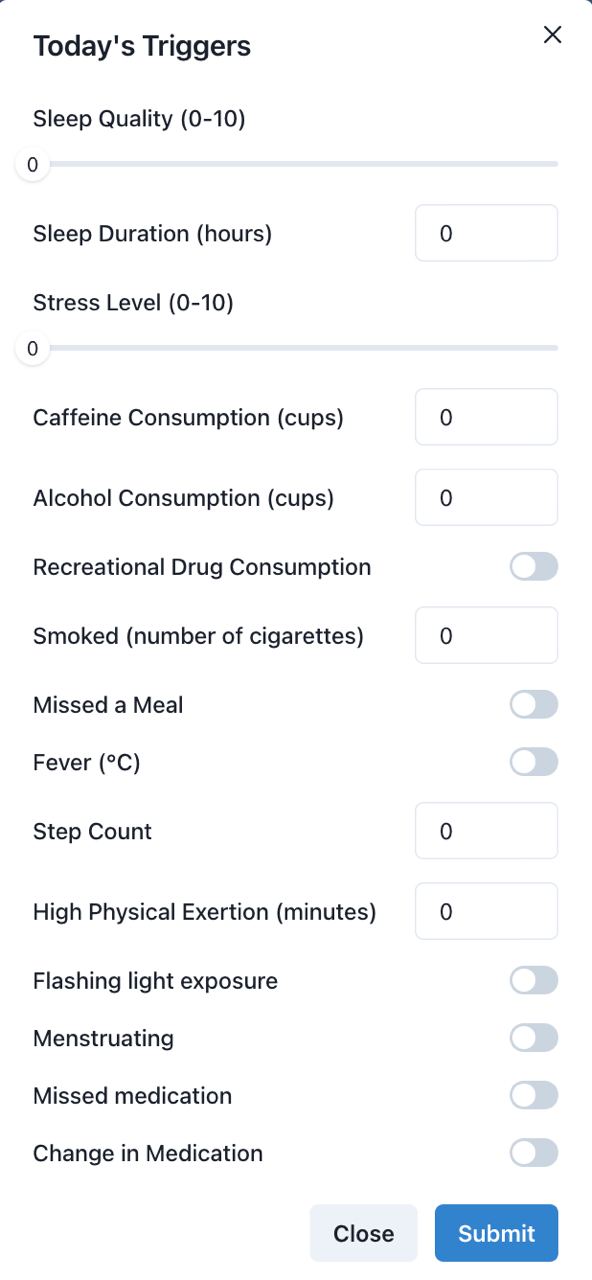 Today's Triggers
Sleep Quality (0-10)
0
Sleep Duration (hours) 0
Stress Level (0-10)
0
Caffeine Consumption (cups) 0
Alcohol Consumption (cups) 0
Recreational Drug Consumption
Smoked (number of cigarettes) 0
Missed a Meal
Fever (°C)
Step Count 0
High Physical Exertion (minutes) 0
Flashing light exposure
Menstruating
Missed medication
Change in Medication
Close Submit